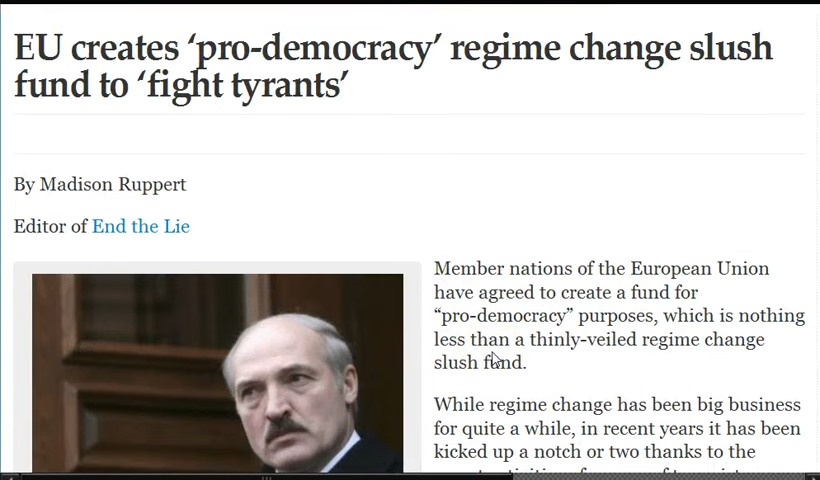 EU creates ‘pro-democracy’ regime change slush
fund to ‘fight tyrants’
By Madison Ruppert
Editor of End the Lie
Member nations of the European Union
have agreed to create a fund for
“pro-democracy” purposes, which is nothing
less than a thinly-veiled regime change
slush fund.
While regime change has been big business
for quite a while, in recent years it has been
kicked up a notch or two thanks to the